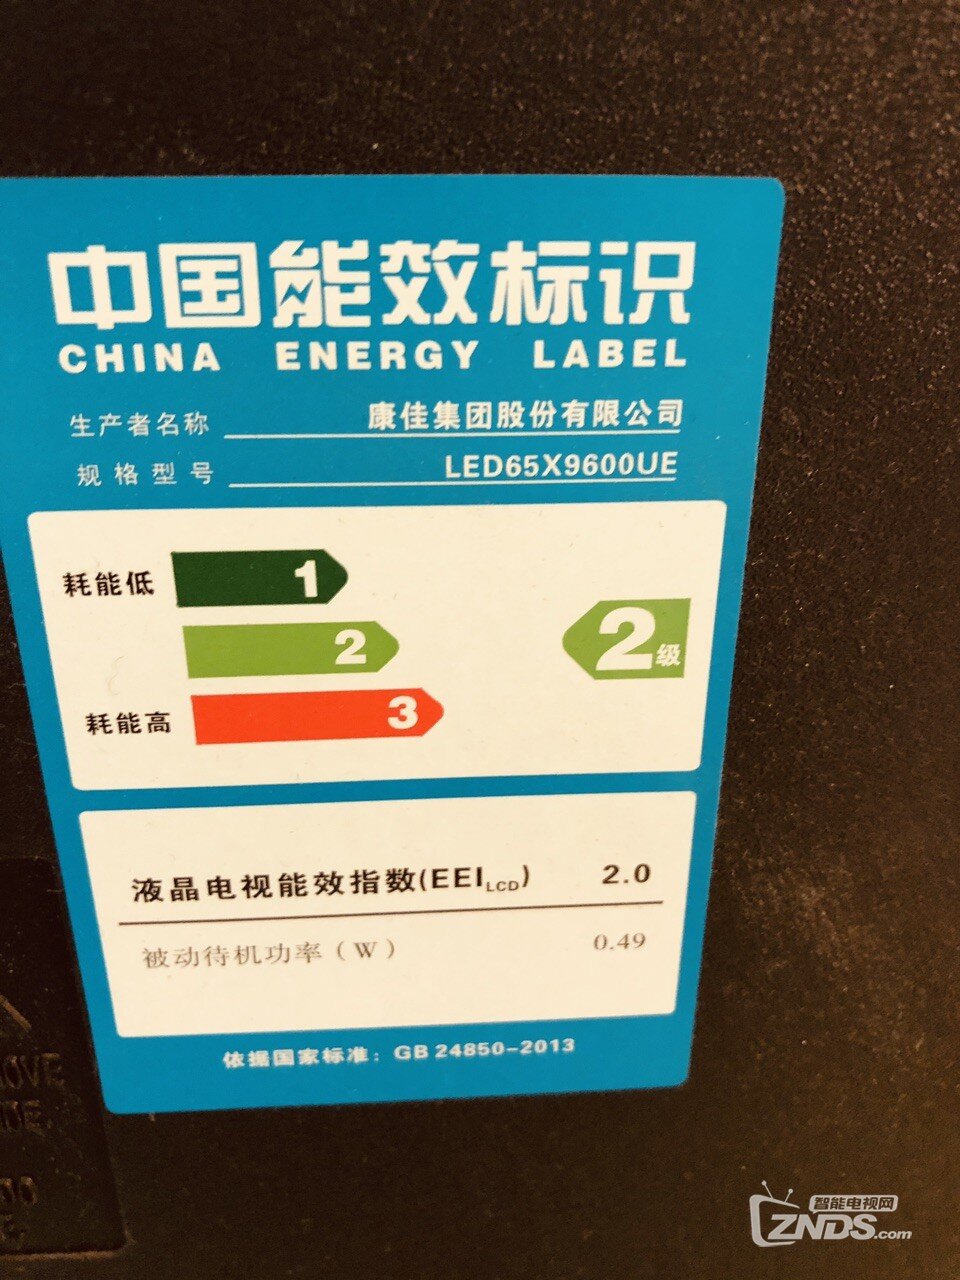 中国能效标识
CHINA ENERGY LABEL
生产者名称 康佳集团股份有限公司
规格型号 LED65X9600UE
耗能低 1
2 2级
耗能高 3
液晶电视能效指数(EEILCD) 2.0
被动待机功率(W) 0.49
依据国家标准：GB 24850-2013
智能电视网
ZNDS.com